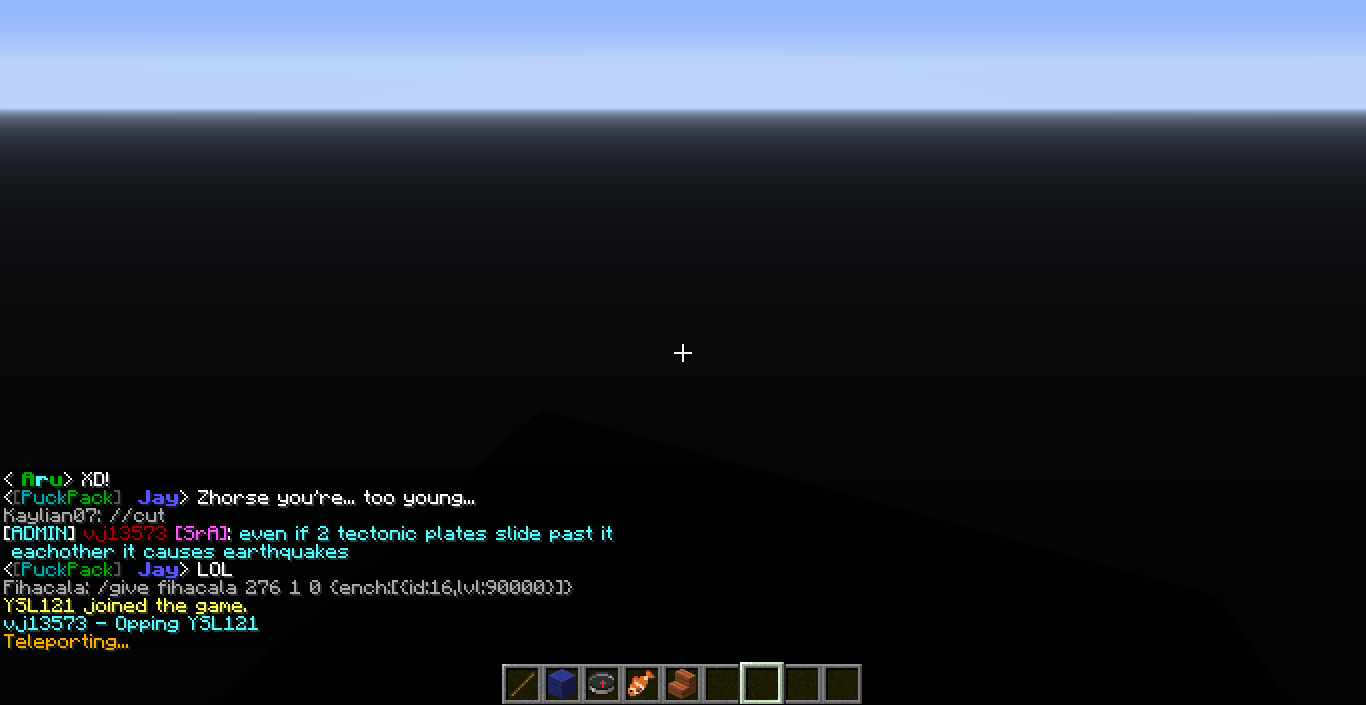 < Aru> XD!
<[PuckPack] Jay> Zhorse you're... too young...
Kaylian07: //cut
[ADMIN] vj13573 [SrA]: even if 2 tectonic plates slide past it
eachother it causes earthquakes
<[PuckPack] Jay> LOL
Fihacala: /give fihacala 276 1 0 {ench:[{id:16,lvl:90000}]}
YSL121 joined the game.
vj13573 - Opping YSL121
Teleporting...